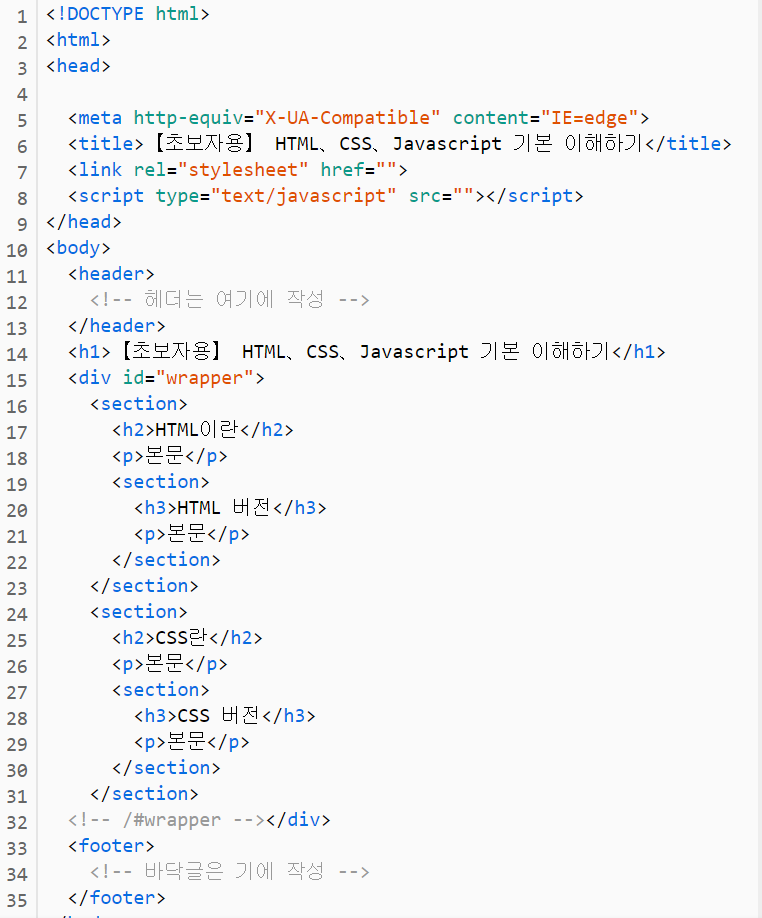 1 <!DOCTYPE html>
2 <html>
3 <head>
4
5 <meta http-equiv="X-UA-Compatible" content="IE=edge">
6 <title>【초보자용】 HTML、CSS、Javascript 기본 이해하기</title>
7 <link rel="stylesheet" href="">
8 <script type="text/javascript" src=""></script>
9 </head>
10 <body>
11 <header>
12 <!-- 헤더는 여기에 작성 -->
13 </header>
14 <h1>【초보자용】 HTML、CSS、Javascript 기본 이해하기</h1>
15 <div id="wrapper">
16 <section>
17 <h2>HTML이란</h2>
18 <p>본문</p>
19 <section>
20 <h3>HTML 버전</h3>
21 <p>본문</p>
22 </section>
23 </section>
24 <section>
25 <h2>CSS란</h2>
26 <p>본문</p>
27 <section>
28 <h3>CSS 버전</h3>
29 <p>본문</p>
30 </section>
31 </section>
32 <!-- /#wrapper --></div>
33 <footer>
34 <!-- 바닥글은 기에 작성 -->
35 </footer>